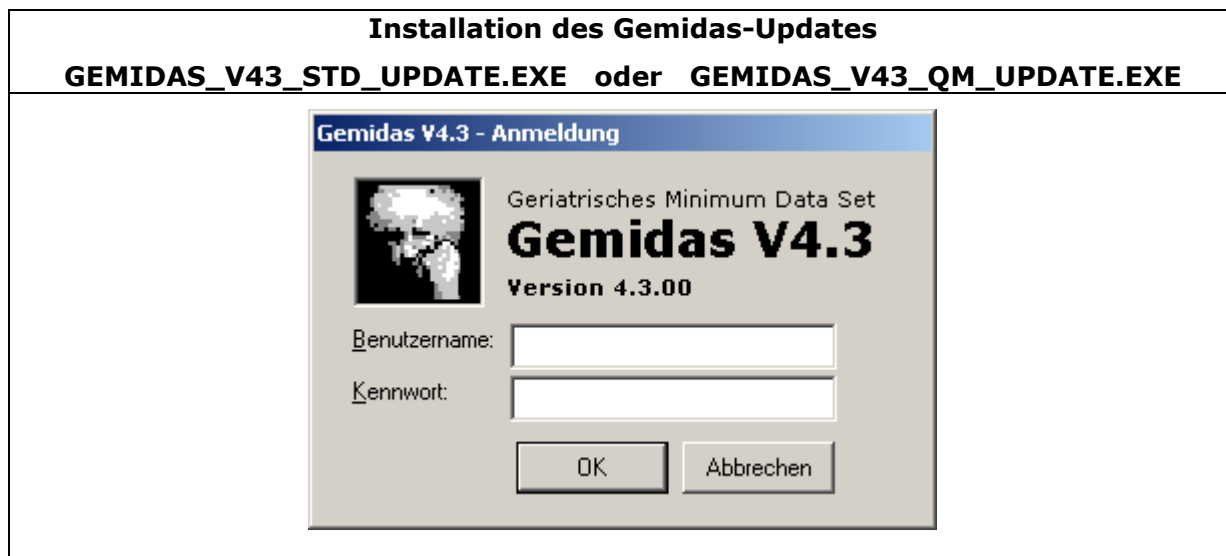 Installation des Gemidas-Updates
GEMIDAS_V43_STD_UPDATE.EXE oder GEMIDAS_V43_QM_UPDATE.EXE
Gemidas V4.3 - Anmeldung
Geriatrisches Minimum Data Set
Gemidas V4.3
Version 4.3.00
Benutzername:
Kennwort:
OK Abbrechen